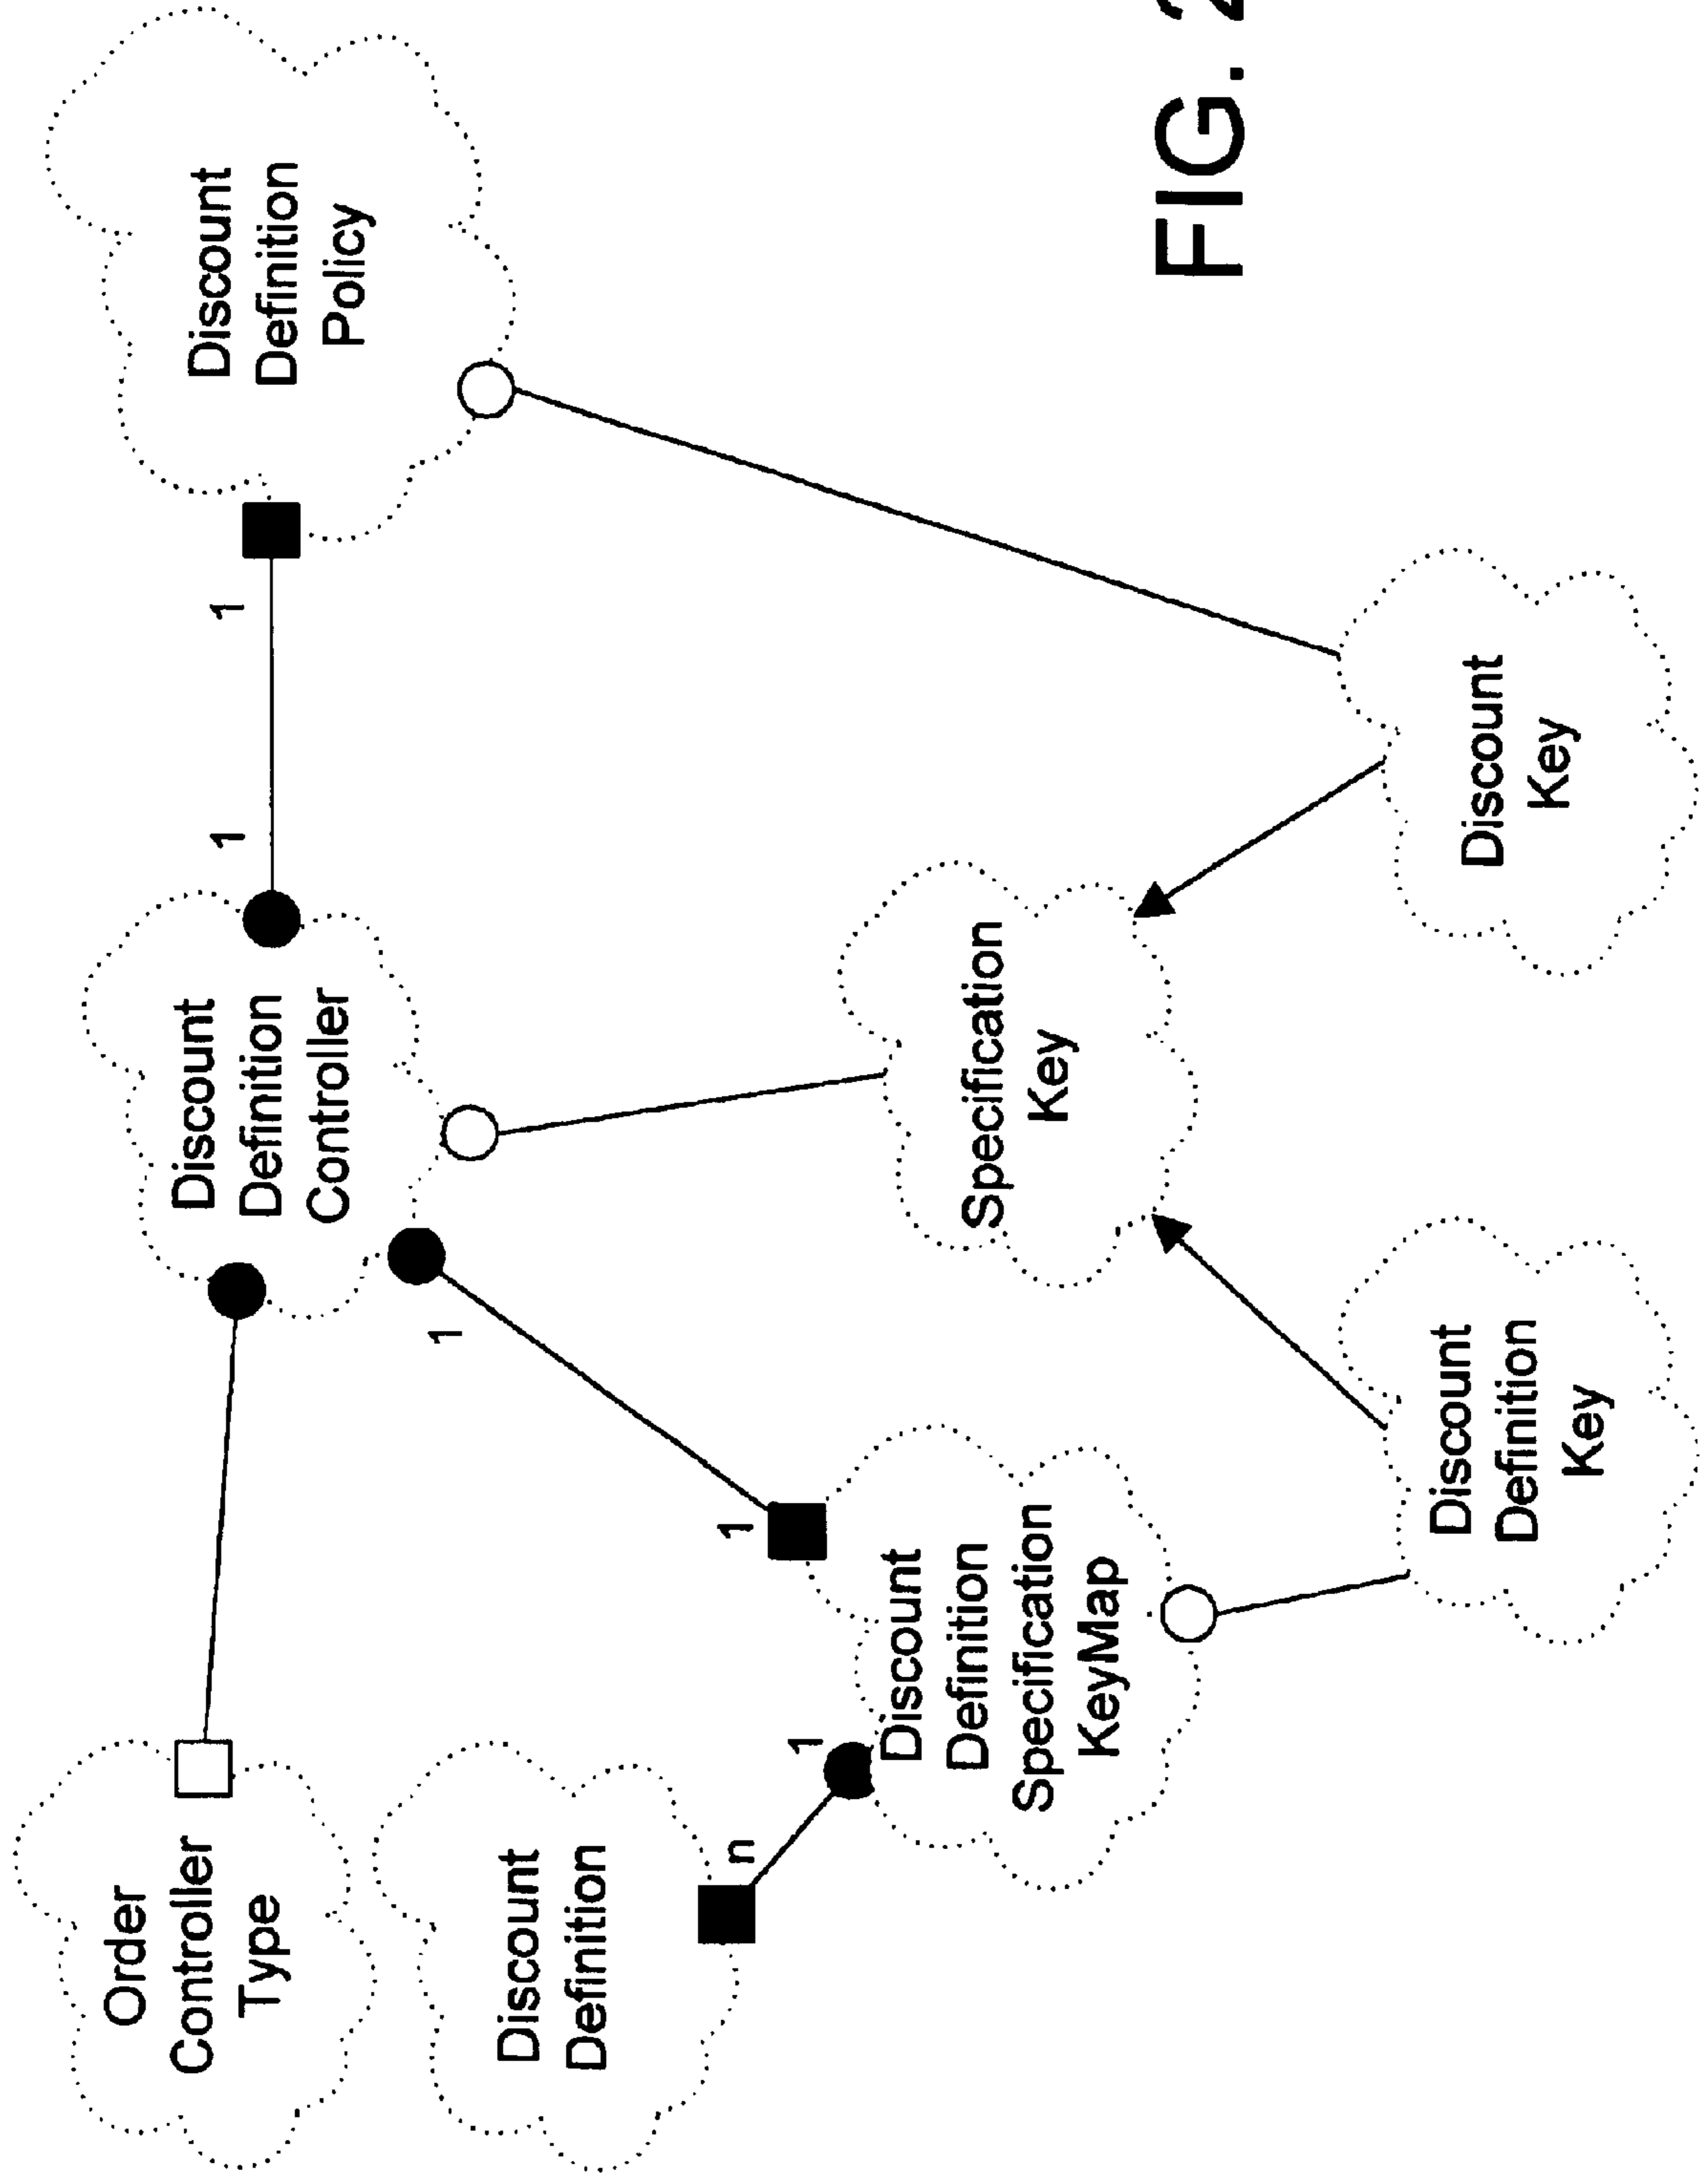 Order
Controller
Type
Discount
Definition
Controller
Discount
Definition
Policy
1
1
Discount
Definition
n
1
1
1
Discount
Definition
Specification
KeyMap
Specification
Key
Discount
Definition
Key
Discount
Key
FIG. 2